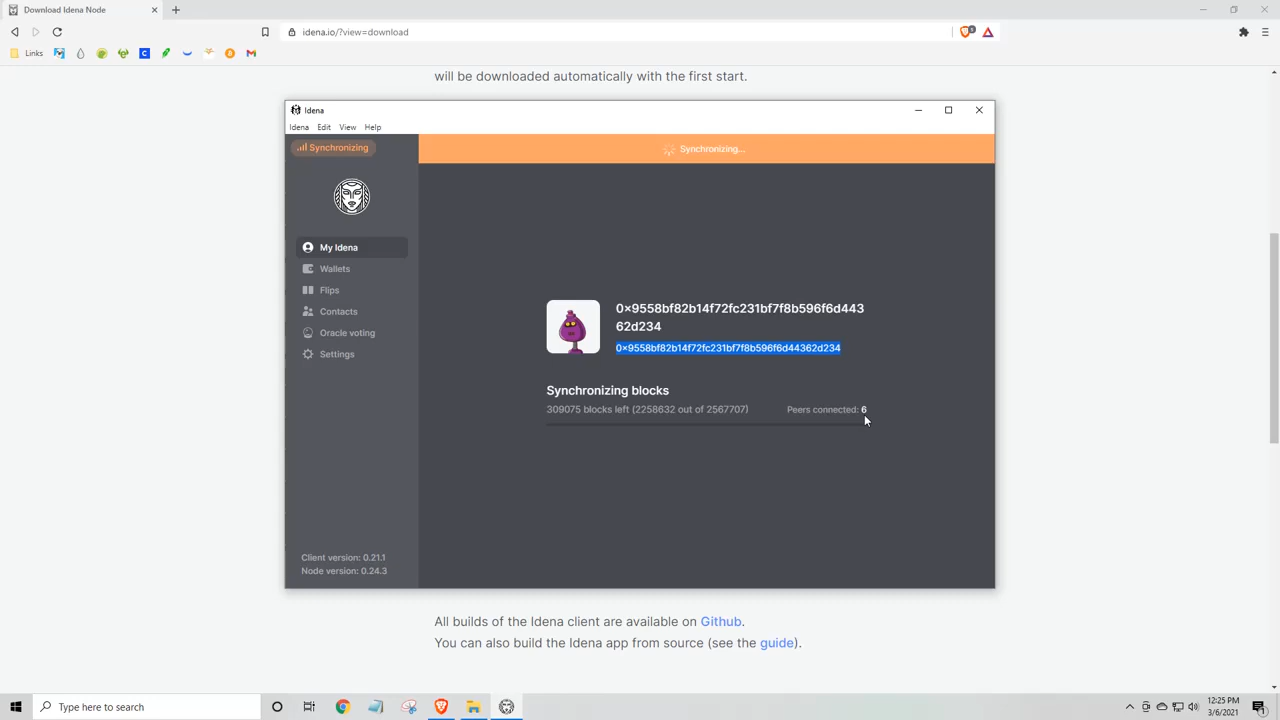 Download Idena Node
idena.io/?view=download
Links
will be downloaded automatically with the first start.
Idena
Idena Edit View Help
Synchronizing
Synchronizing...
My Idena
Wallets
Flips
Contacts
Oracle voting
Settings
0x9558bf82b14f72fc231bf7f8b596f6d443
62d234
0x9558bf82b14f72fc231bf7f8b596f6d44362d234
Synchronizing blocks
309075 blocks left (2258632 out of 2567707) Peers connected: 6
Client version: 0.21.1
Node version: 0.24.3
All builds of the Idena client are available on Github.
You can also build the Idena app from source (see the guide).
Type here to search
12:25 PM
3/6/2021